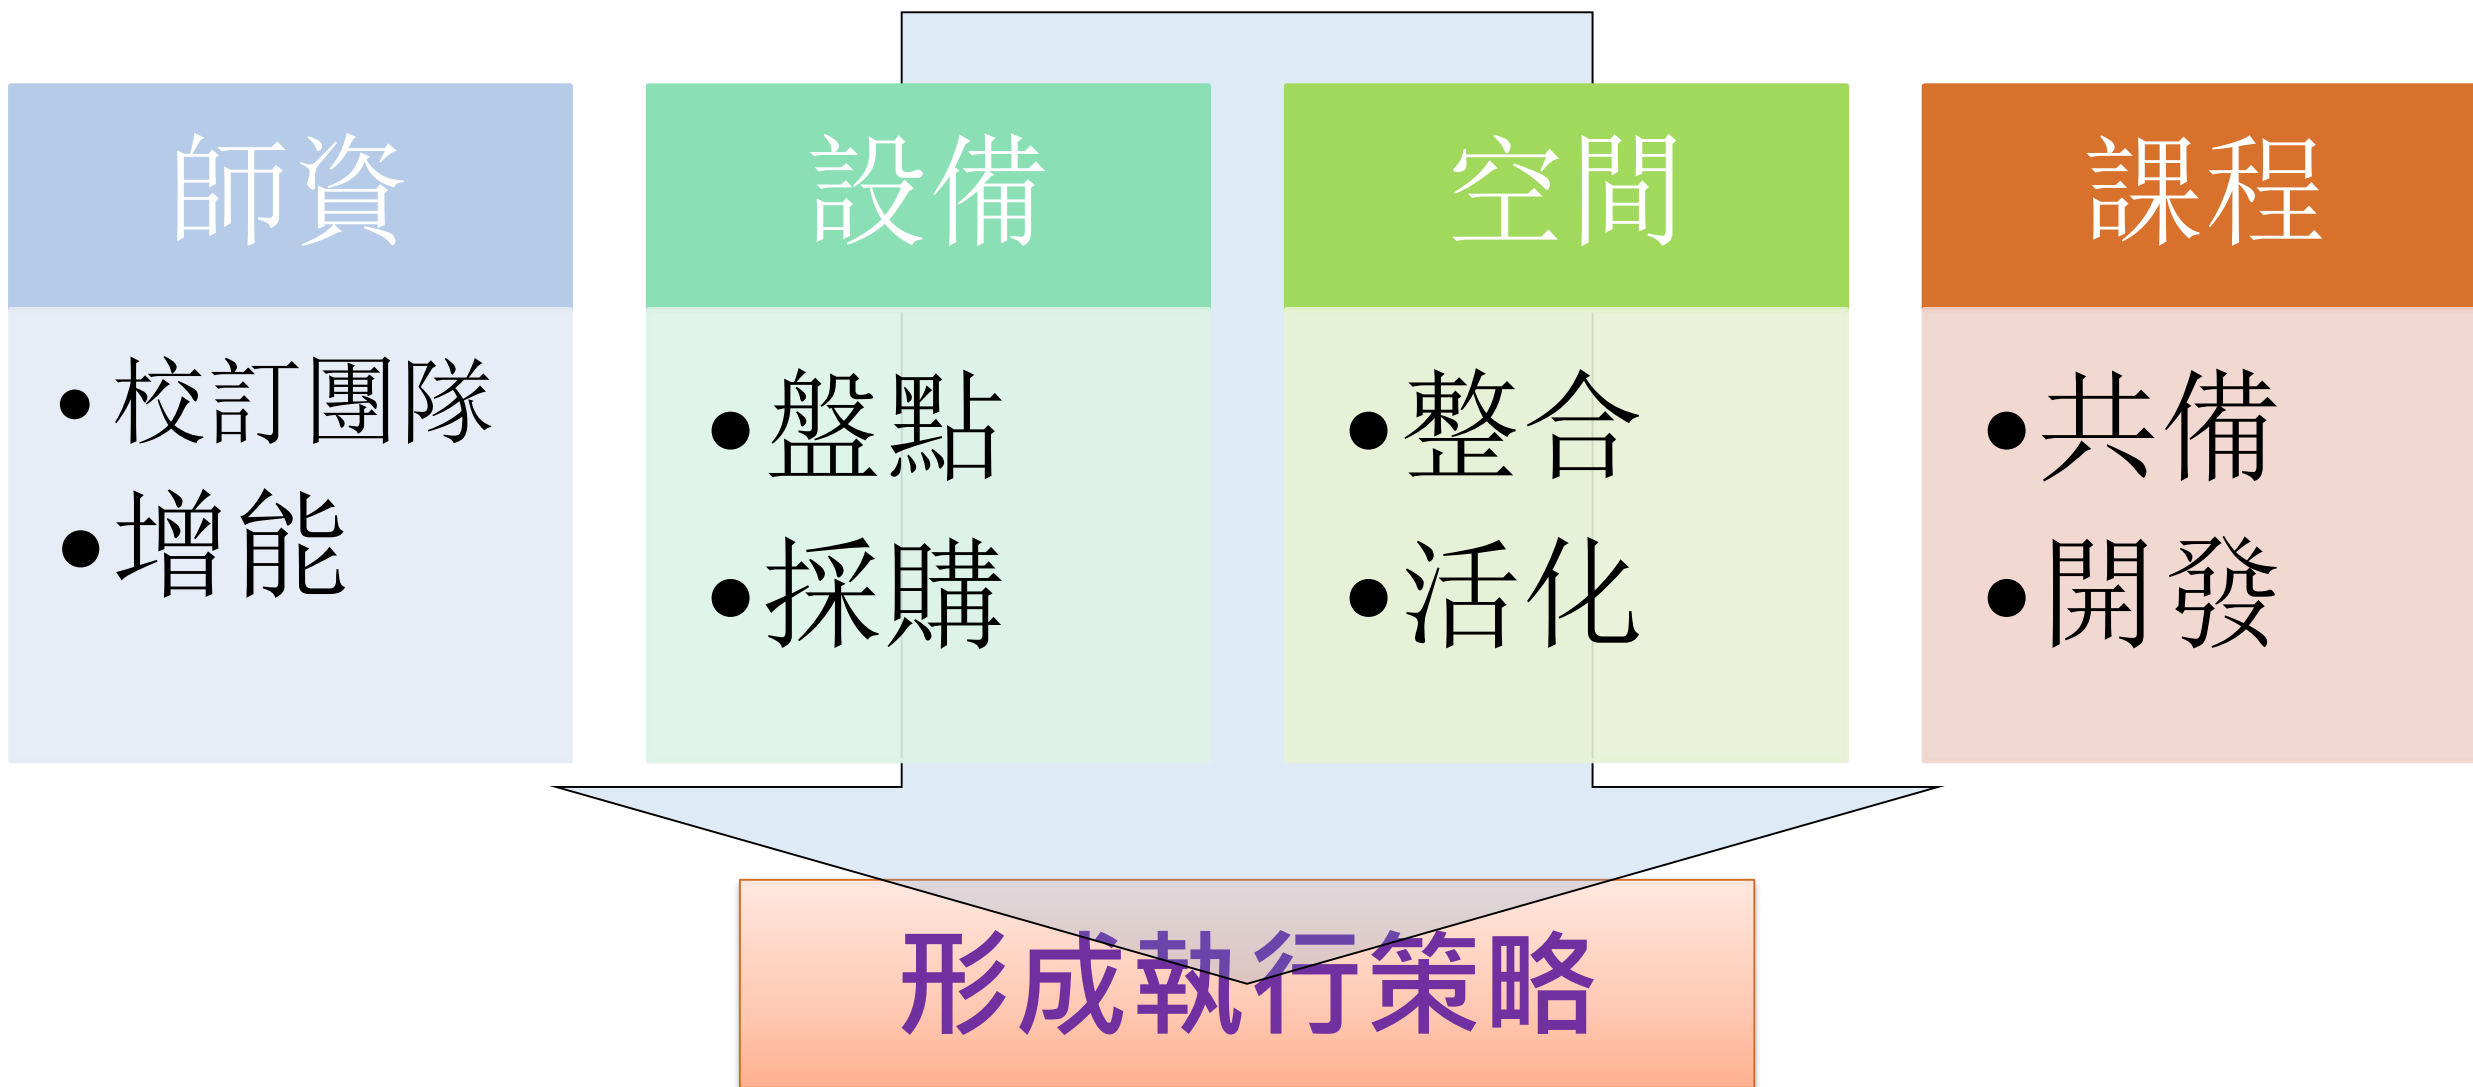 師資
•校訂團隊
•增能
設備
•盤點
•採購
空間
•整合
•活化
課程
•共備
•開發
形成執行策略